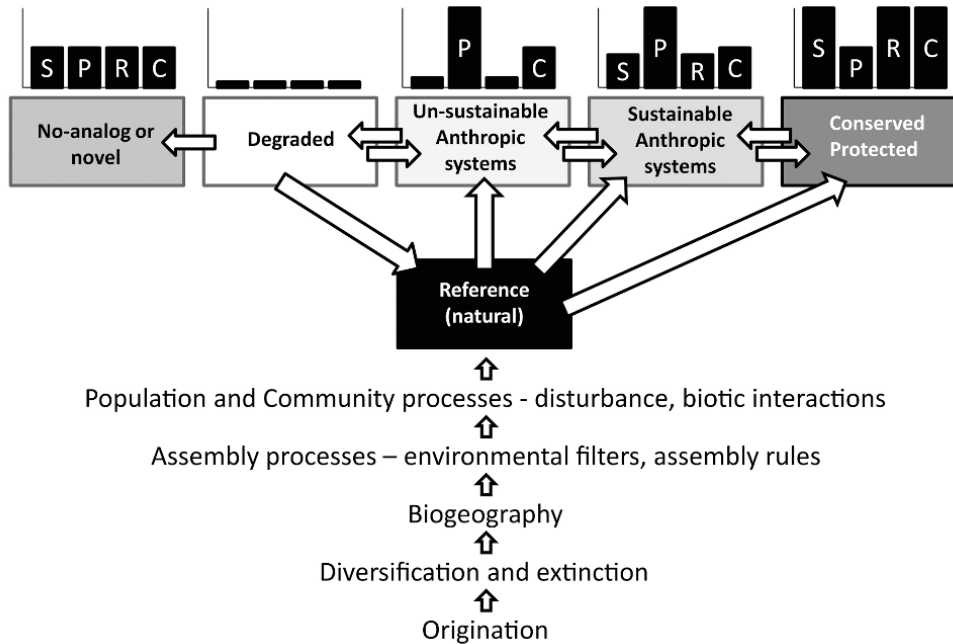 S P R C
P C
S P R C
S P R C
No-analog or
novel
Degraded
Un-sustainable
Anthropic
systems
Sustainable
Anthropic
systems
Conserved
Protected
Reference
(natural)
Population and Community processes - disturbance, biotic interactions
Assembly processes – environmental filters, assembly rules
Biogeography
Diversification and extinction
Origination